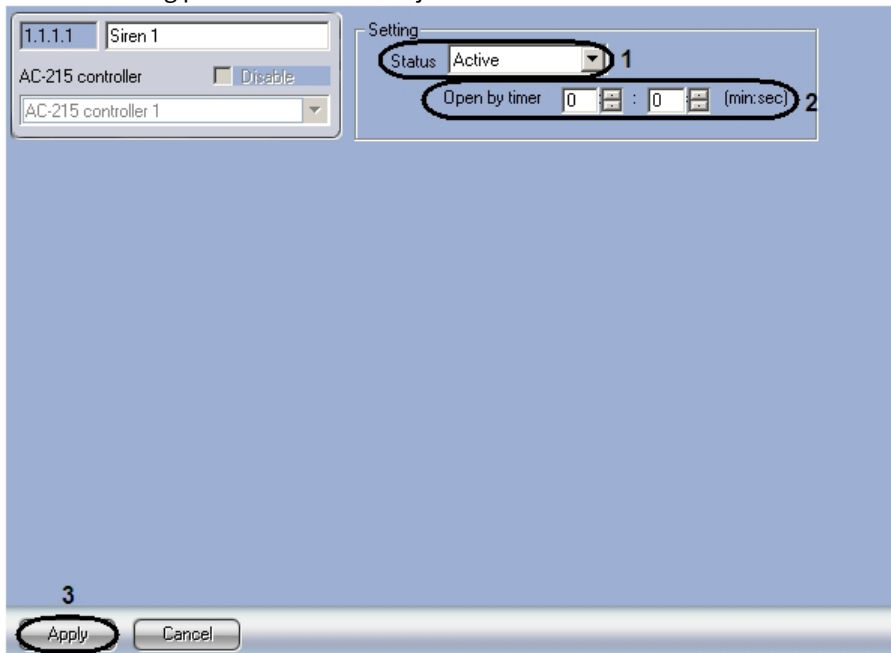 1.1.1.1 Siren 1
AC-215 controller Disable
AC-215 controller 1
Setting
Status Active 1
Open by timer 0 : 0 (min:sec) 2
3
Apply Cancel